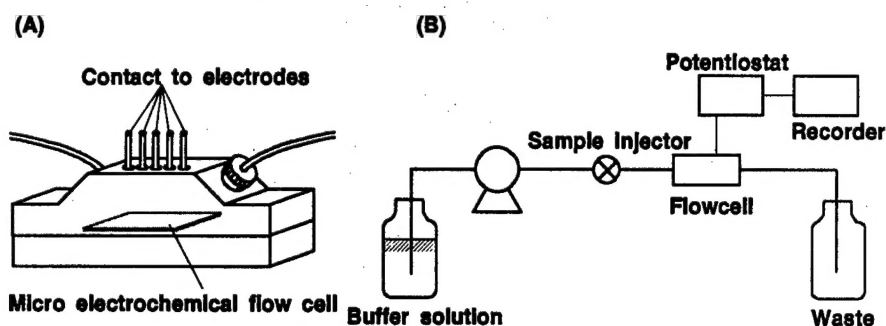 (A)
Contact to electrodes
Micro electrochemical flow cell
(B)
Potentiostat
Recorder
Sample injector
Flowcell
Buffer solution
Waste